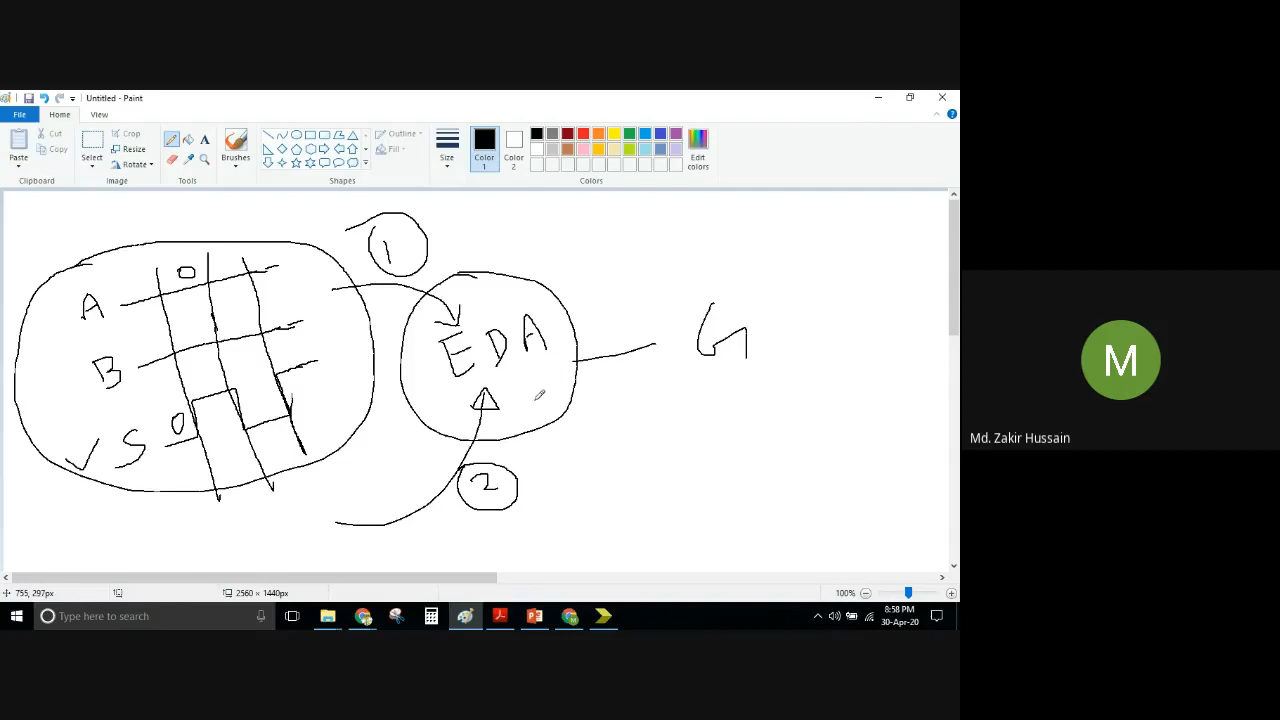 Untitled - Paint
File
Home
View
Paste
Cut
Copy
Clipboard
Select
Crop
Resize
Rotate
Image
Tools
Brushes
Shapes
Outline
Fill
Size
Color
1
Color
2
Edit
colors
Colors
1
A
B
VS
0
EDA
G
2
755, 297px
2560 × 1440px
100%
Type here to search
8:58 PM
30-Apr-20
M
Md. Zakir Hussain